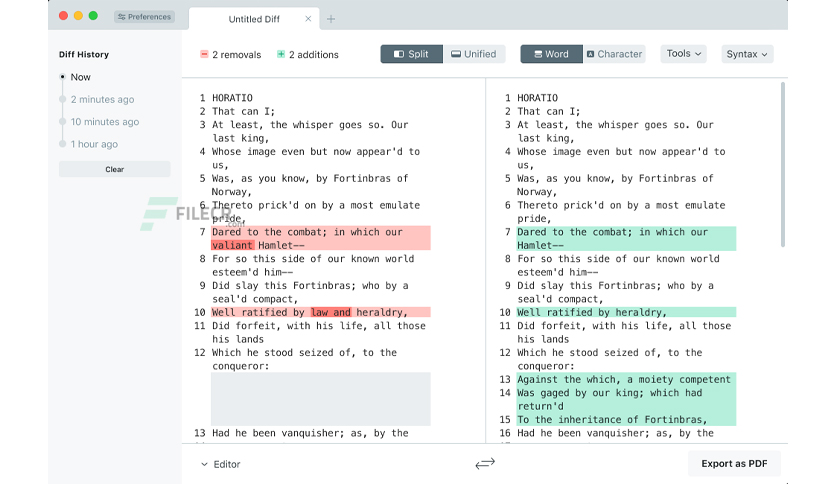 Preferences
Untitled Diff
Diff History
Now
2 minutes ago
10 minutes ago
1 hour ago
Clear
2 removals
2 additions
Split
Unified
Word
Character
Tools
Syntax
1 HORATIO
2 That can I;
3 At least, the whisper goes so. Our
last king,
4 Whose image even but now appear'd to
us,
5 Was, as you know, by Fortinbras of
Norway,
6 Thereto prick'd on by a most emulate
pride,
7 Dared to the combat; in which our
valiant Hamlet--
8 For so this side of our known world
esteem'd him--
9 Did slay this Fortinbras; who by a
seal'd compact,
10 Well ratified by law and heraldry,
11 Did forfeit, with his life, all those
his lands
12 Which he stood seized of, to the
conqueror:
13 Had he been vanquisher; as, by the
1 HORATIO
2 That can I;
3 At least, the whisper goes so. Our
last king,
4 Whose image even but now appear'd to
us,
5 Was, as you know, by Fortinbras of
Norway,
6 Thereto prick'd on by a most emulate
pride,
7 Dared to the combat; in which our
Hamlet--
8 For so this side of our known world
esteem'd him--
9 Did slay this Fortinbras; who by a
seal'd compact,
10 Well ratified by heraldry,
11 Did forfeit, with his life, all those
his lands
12 Which he stood seized of, to the
conqueror:
13 Against the which, a moiety competent
14 Was gaged by our king; which had
return'd
15 To the inheritance of Fortinbras,
16 Had he been vanquisher; as, by the
FILECR
.com
Editor
Export as PDF